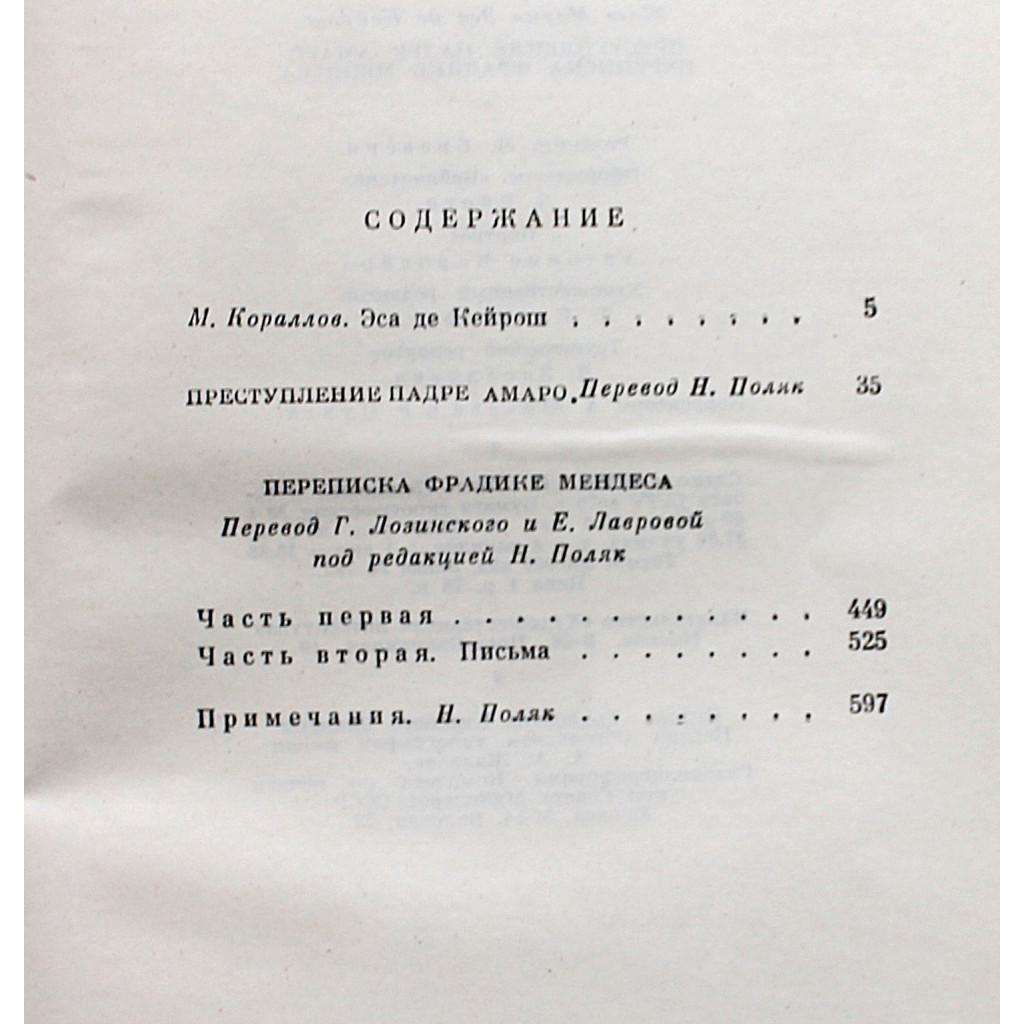 СОДЕРЖАНИЕ
М. Кораллов. Эса де Кейрош . . . . . . . . 5
ПРЕСТУПЛЕНИЕ ПАДРЕ АМАРО. Перевод Н. Поляк 35
ПЕРЕПИСКА ФРАДИКЕ МЕНДЕСА
Перевод Г. Лозинского и Е. Лавровой
под редакцией Н. Поляк
Часть первая . . . . . . . . . . . . 449
Часть вторая. Письма . . . . . . . . 525
Примечания. Н. Поляк . . . . . . . . 597